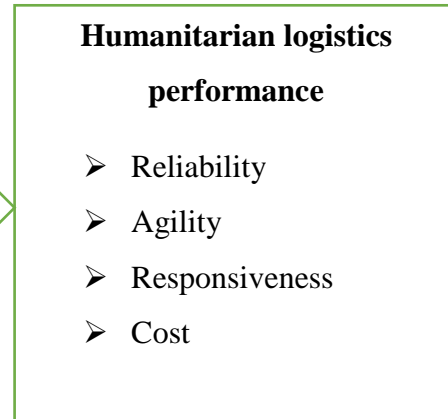 Humanitarian logistics
performance
➢ Reliability
➢ Agility
➢ Responsiveness
➢ Cost